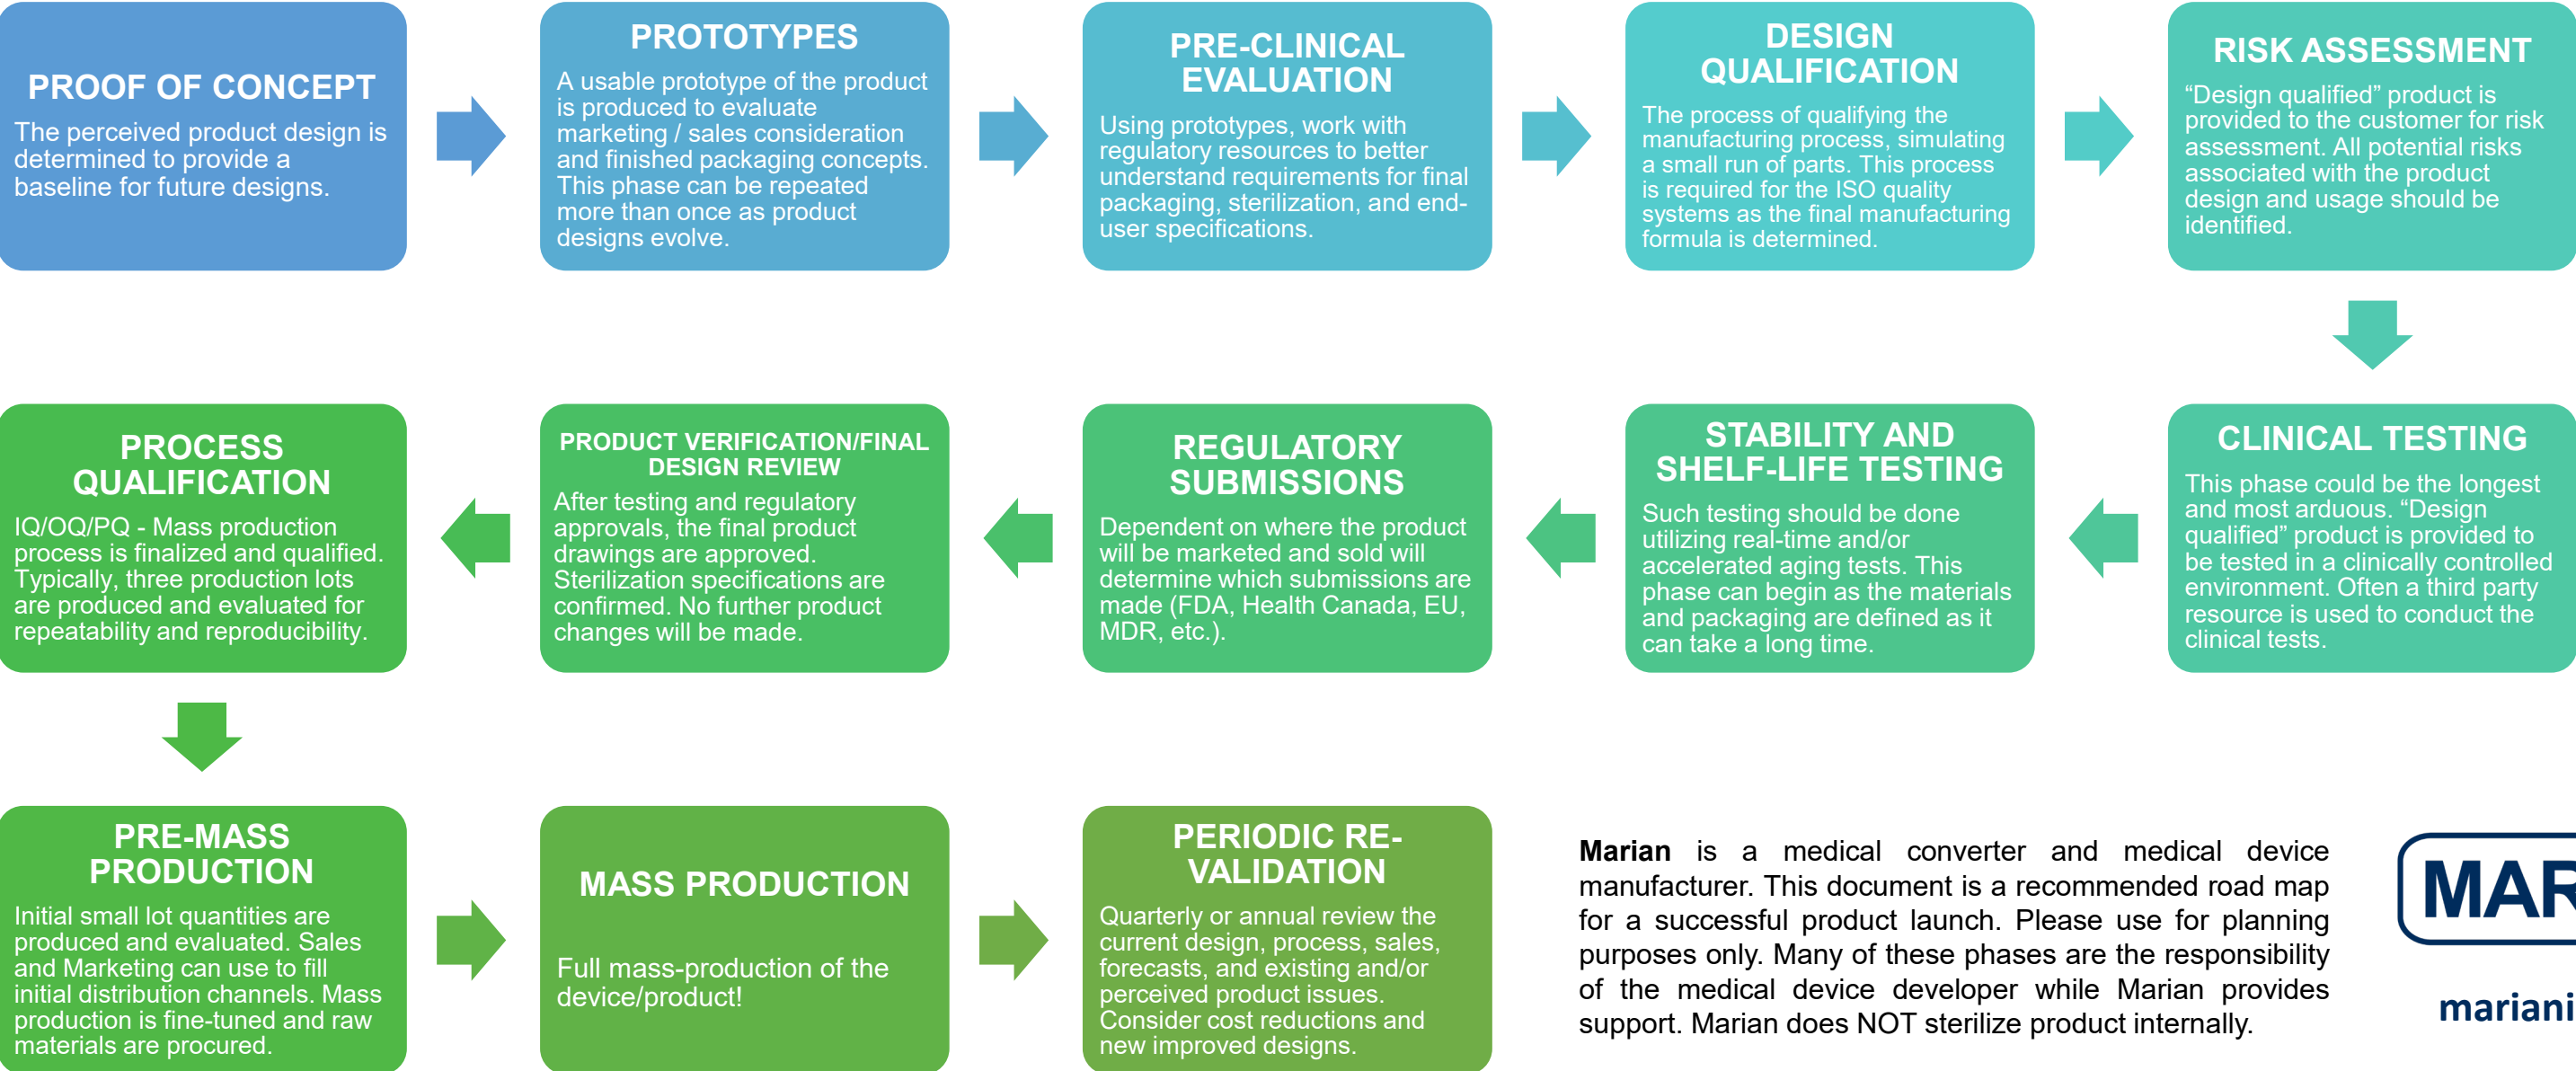 PROOF OF CONCEPT
The perceived product design is
determined to provide a
baseline for future designs.
PROTOTYPES
A usable prototype of the product
is produced to evaluate
marketing / sales consideration
and finished packaging concepts.
This phase can be repeated
more than once as product
designs evolve.
PRE-CLINICAL
EVALUATION
Using prototypes, work with
regulatory resources to better
understand requirements for final
packaging, sterilization, and end-
user specifications.
DESIGN
QUALIFICATION
The process of qualifying the
manufacturing process, simulating
a small run of parts. This process
is required for the ISO quality
systems as the final manufacturing
formula is determined.
RISK ASSESSMENT
“Design qualified” product is
provided to the customer for risk
assessment. All potential risks
associated with the product
design and usage should be
identified.
CLINICAL TESTING
This phase could be the longest
and most arduous. “Design
qualified” product is provided to
be tested in a clinically controlled
environment. Often a third party
resource is used to conduct the
clinical tests.
STABILITY AND
SHELF-LIFE TESTING
Such testing should be done
utilizing real-time and/or
accelerated aging tests. This
phase can begin as the materials
and packaging are defined as it
can take a long time.
REGULATORY
SUBMISSIONS
Dependent on where the product
will be marketed and sold will
determine which submissions are
made (FDA, Health Canada, EU,
MDR, etc.).
PRODUCT VERIFICATION/FINAL
DESIGN REVIEW
After testing and regulatory
approvals, the final product
drawings are approved.
Sterilization specifications are
confirmed. No further product
changes will be made.
PROCESS
QUALIFICATION
IQ/OQ/PQ - Mass production
process is finalized and qualified.
Typically, three production lots
are produced and evaluated for
repeatability and reproducibility.
PRE-MASS
PRODUCTION
Initial small lot quantities are
produced and evaluated. Sales
and Marketing can use to fill
initial distribution channels. Mass
production is fine-tuned and raw
materials are procured.
MASS PRODUCTION
Full mass-production of the
device/product!
PERIODIC RE-
VALIDATION
Quarterly or annual review the
current design, process, sales,
forecasts, and existing and/or
perceived product issues.
Consider cost reductions and
new improved designs.
Marian is a medical converter and medical device
manufacturer. This document is a recommended road map
for a successful product launch. Please use for planning
purposes only. Many of these phases are the responsibility
of the medical device developer while Marian provides
support. Marian does NOT sterilize product internally.
MAR
mariani